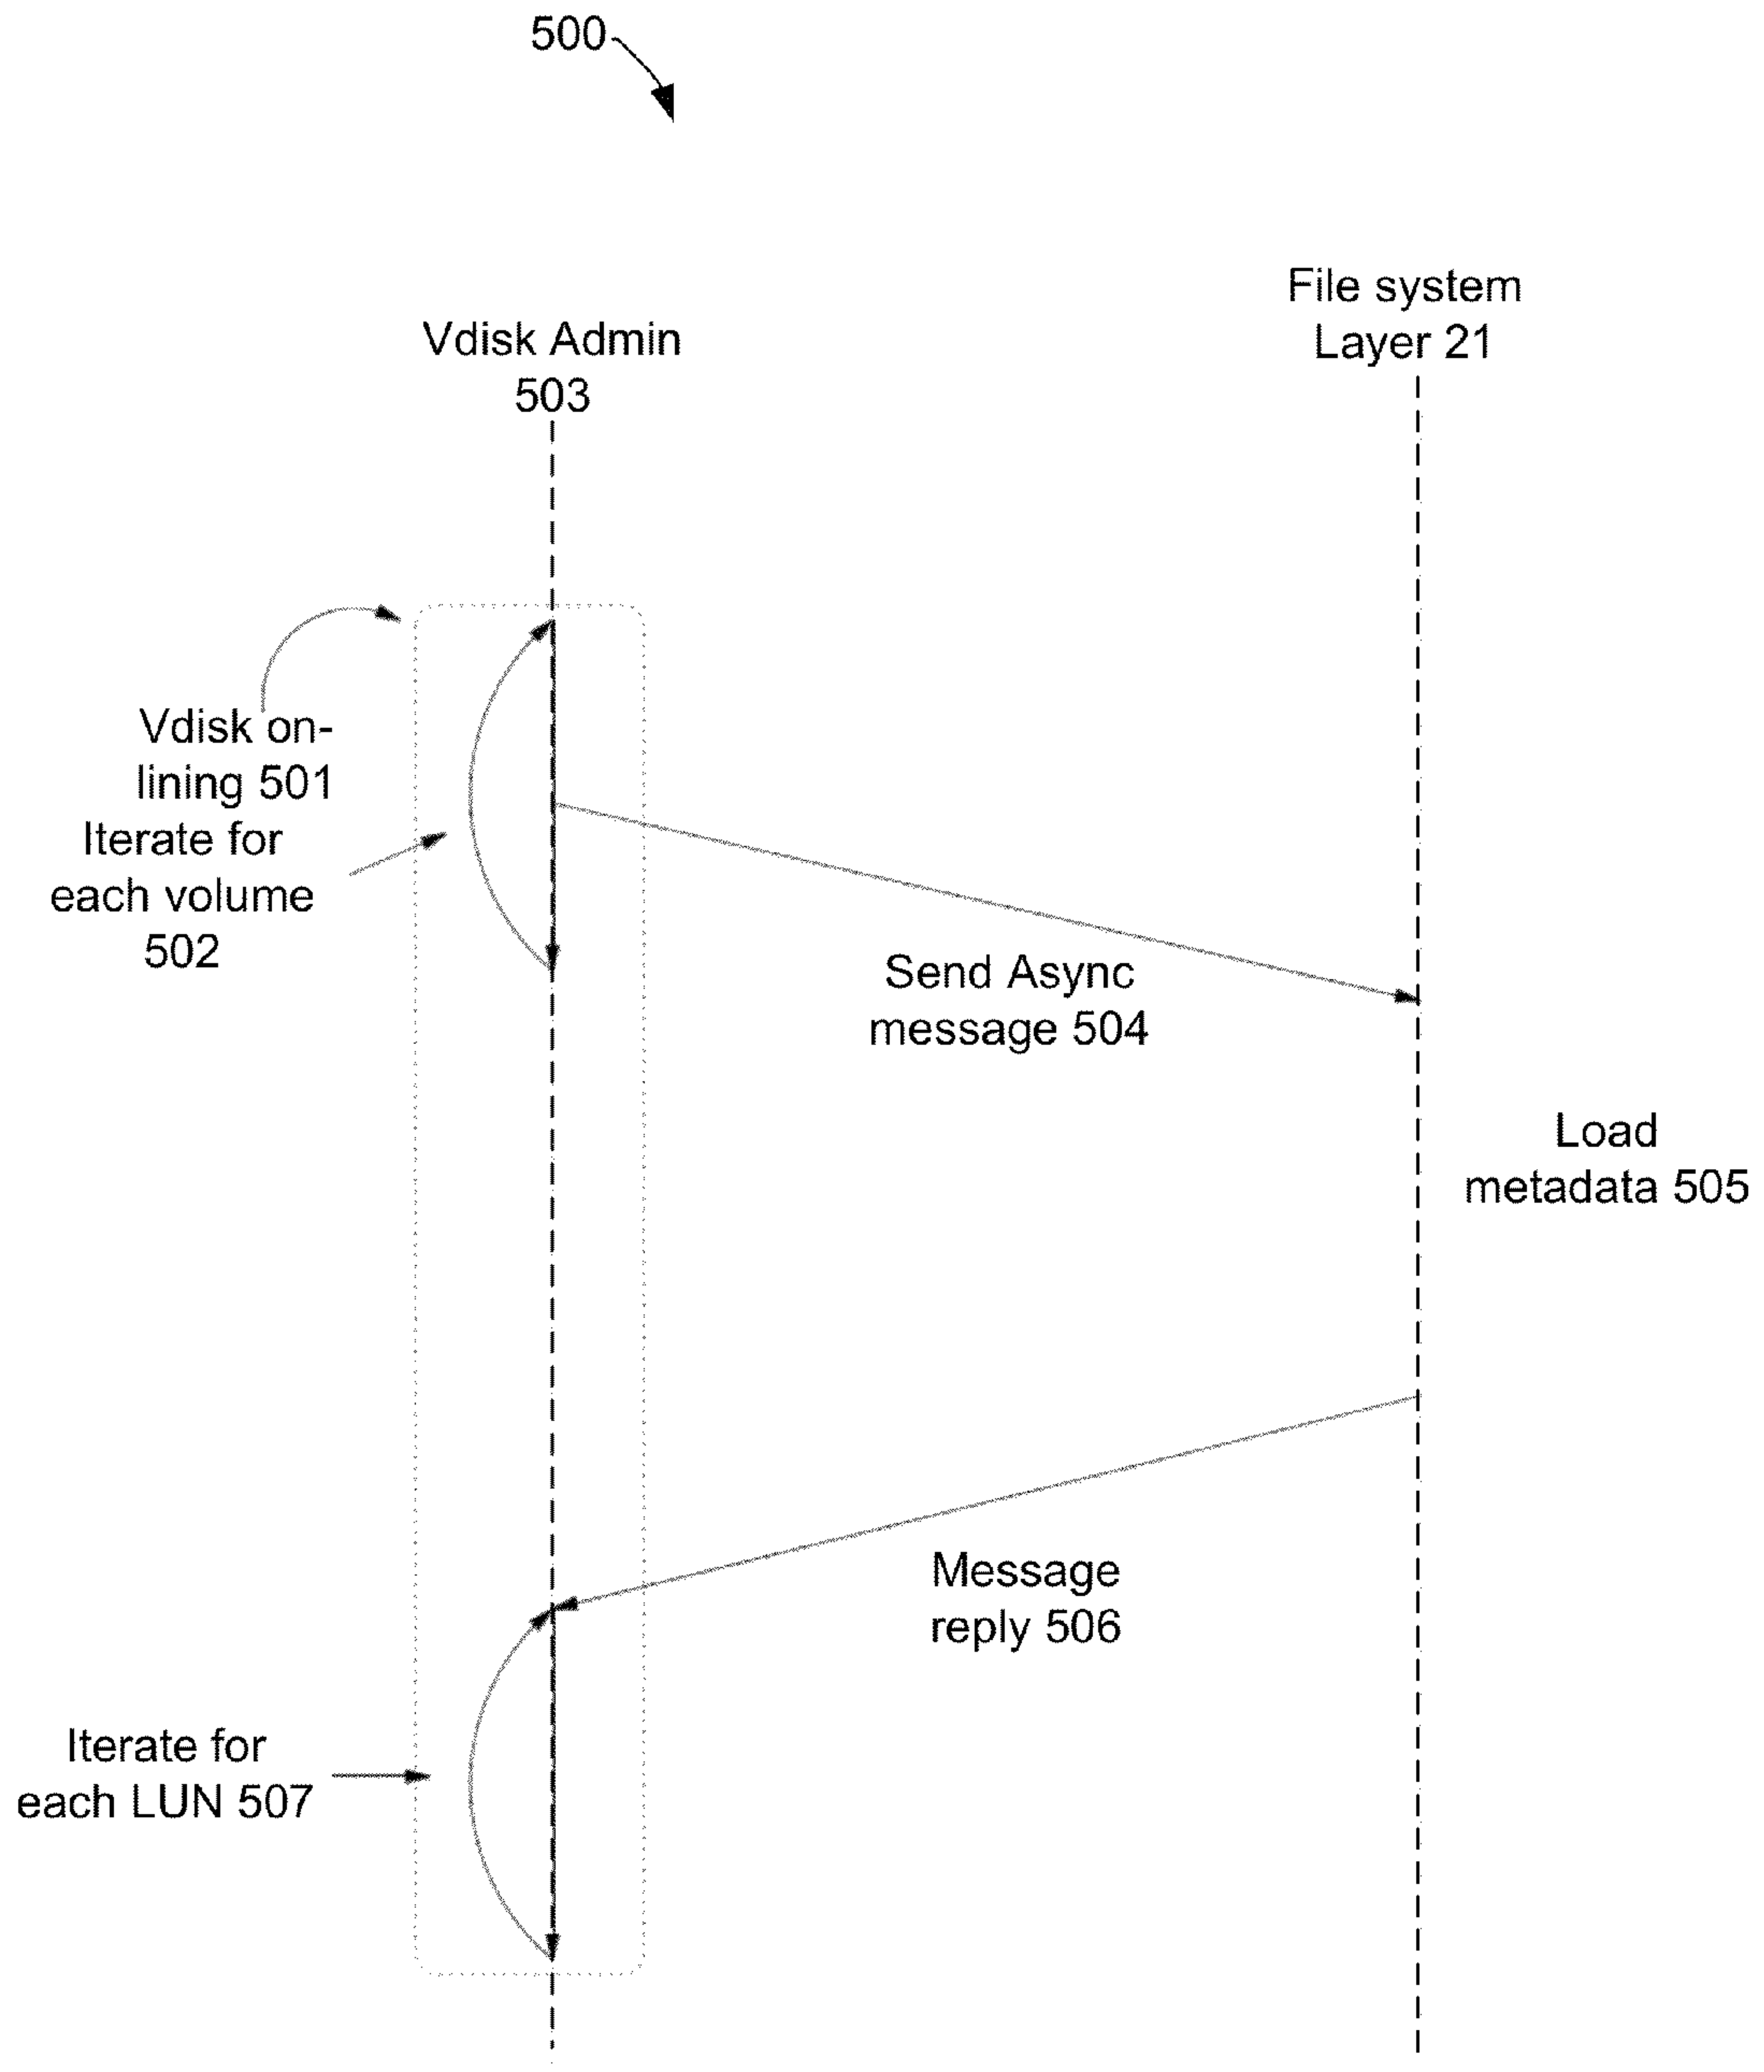 500
File system
Layer 21
Vdisk Admin
503
Vdisk on-
lining 501
Iterate for
each volume
502
Send Async
message 504
Load
metadata 505
Message
reply 506
Iterate for
each LUN 507